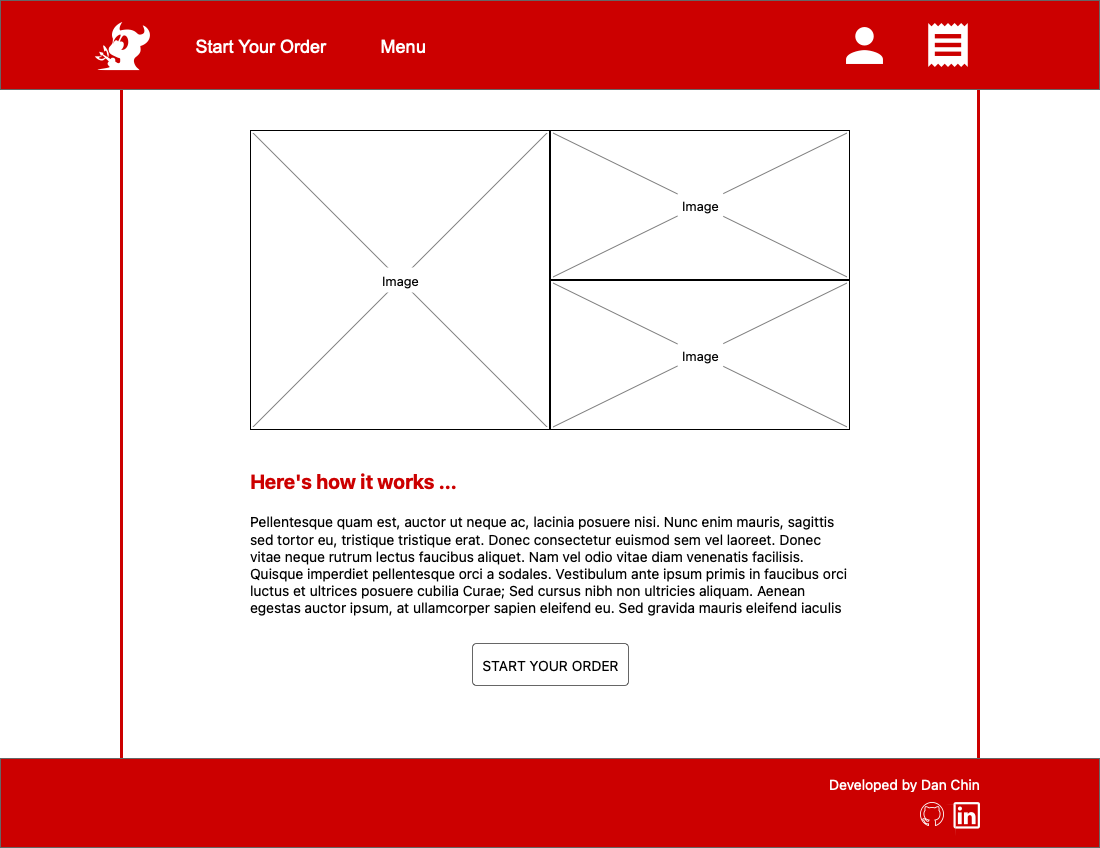 Start Your Order
Menu
Image
Image
Image
Here's how it works ...
Pellentesque quam est, auctor ut neque ac, lacinia posuere nisi. Nunc enim mauris, sagittis
sed tortor eu, tristique tristique erat. Donec consectetur euismod sem vel laoreet. Donec
vitae neque rutrum lectus faucibus aliquet. Nam vel odio vitae diam venenatis facilisis.
Quisque imperdiet pellentesque orci a sodales. Vestibulum ante ipsum primis in faucibus orci
luctus et ultrices posuere cubilia Curae; Sed cursus nibh non ultricies aliquam. Aenean
egestas auctor ipsum, at ullamcorper sapien eleifend eu. Sed gravida mauris eleifend iaculis
START YOUR ORDER
Developed by Dan Chin
in